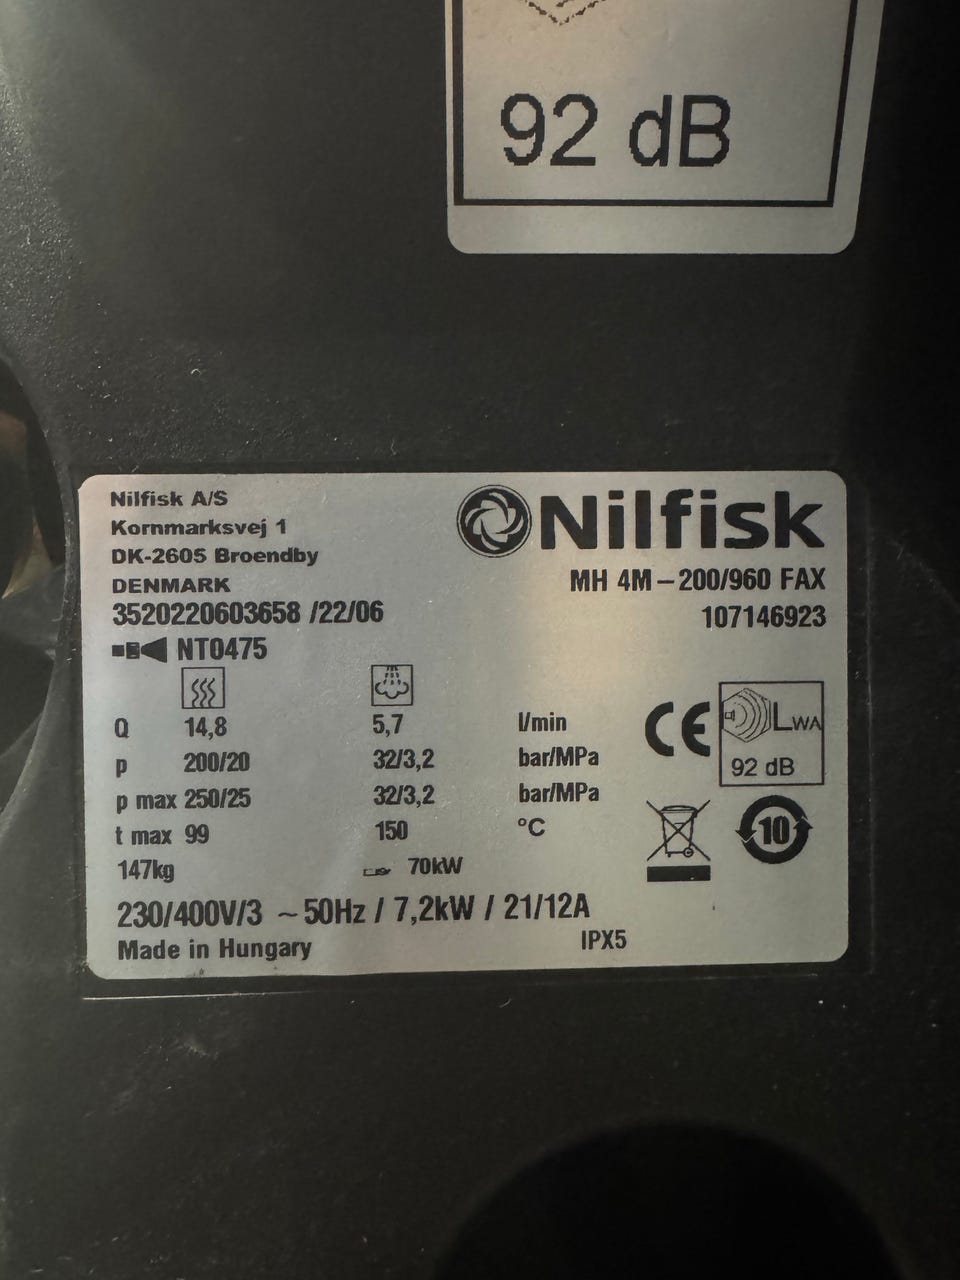 92 dB
Nilfisk A/S
Kornmarksvej 1
DK-2605 Broendby
DENMARK
3520220603658 /22/06
NT0475
Nilfisk
MH 4M-200/960 FAX
107146923
Q 14,8 5,7 l/min
p 200/20 32/3,2 bar/MPa
p max 250/25 32/3,2 bar/MPa
t max 99 150 °C
147kg 70kW
230/400V/3 ~50Hz / 7,2kW / 21/12A
Made in Hungary IPX5
CE
LWA
92 dB
10